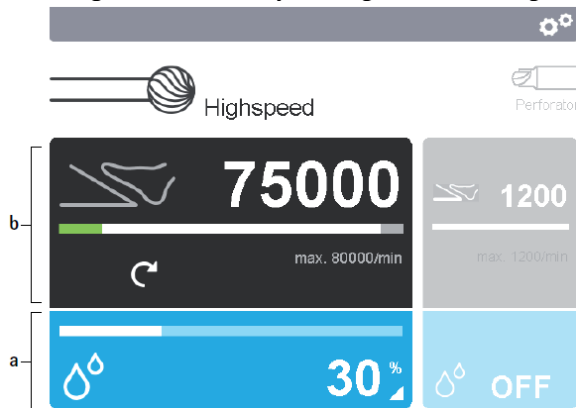 Highspeed
Perforator
b
75000
1200
max. 80000/min
max. 1200/min
a
30 %
OFF